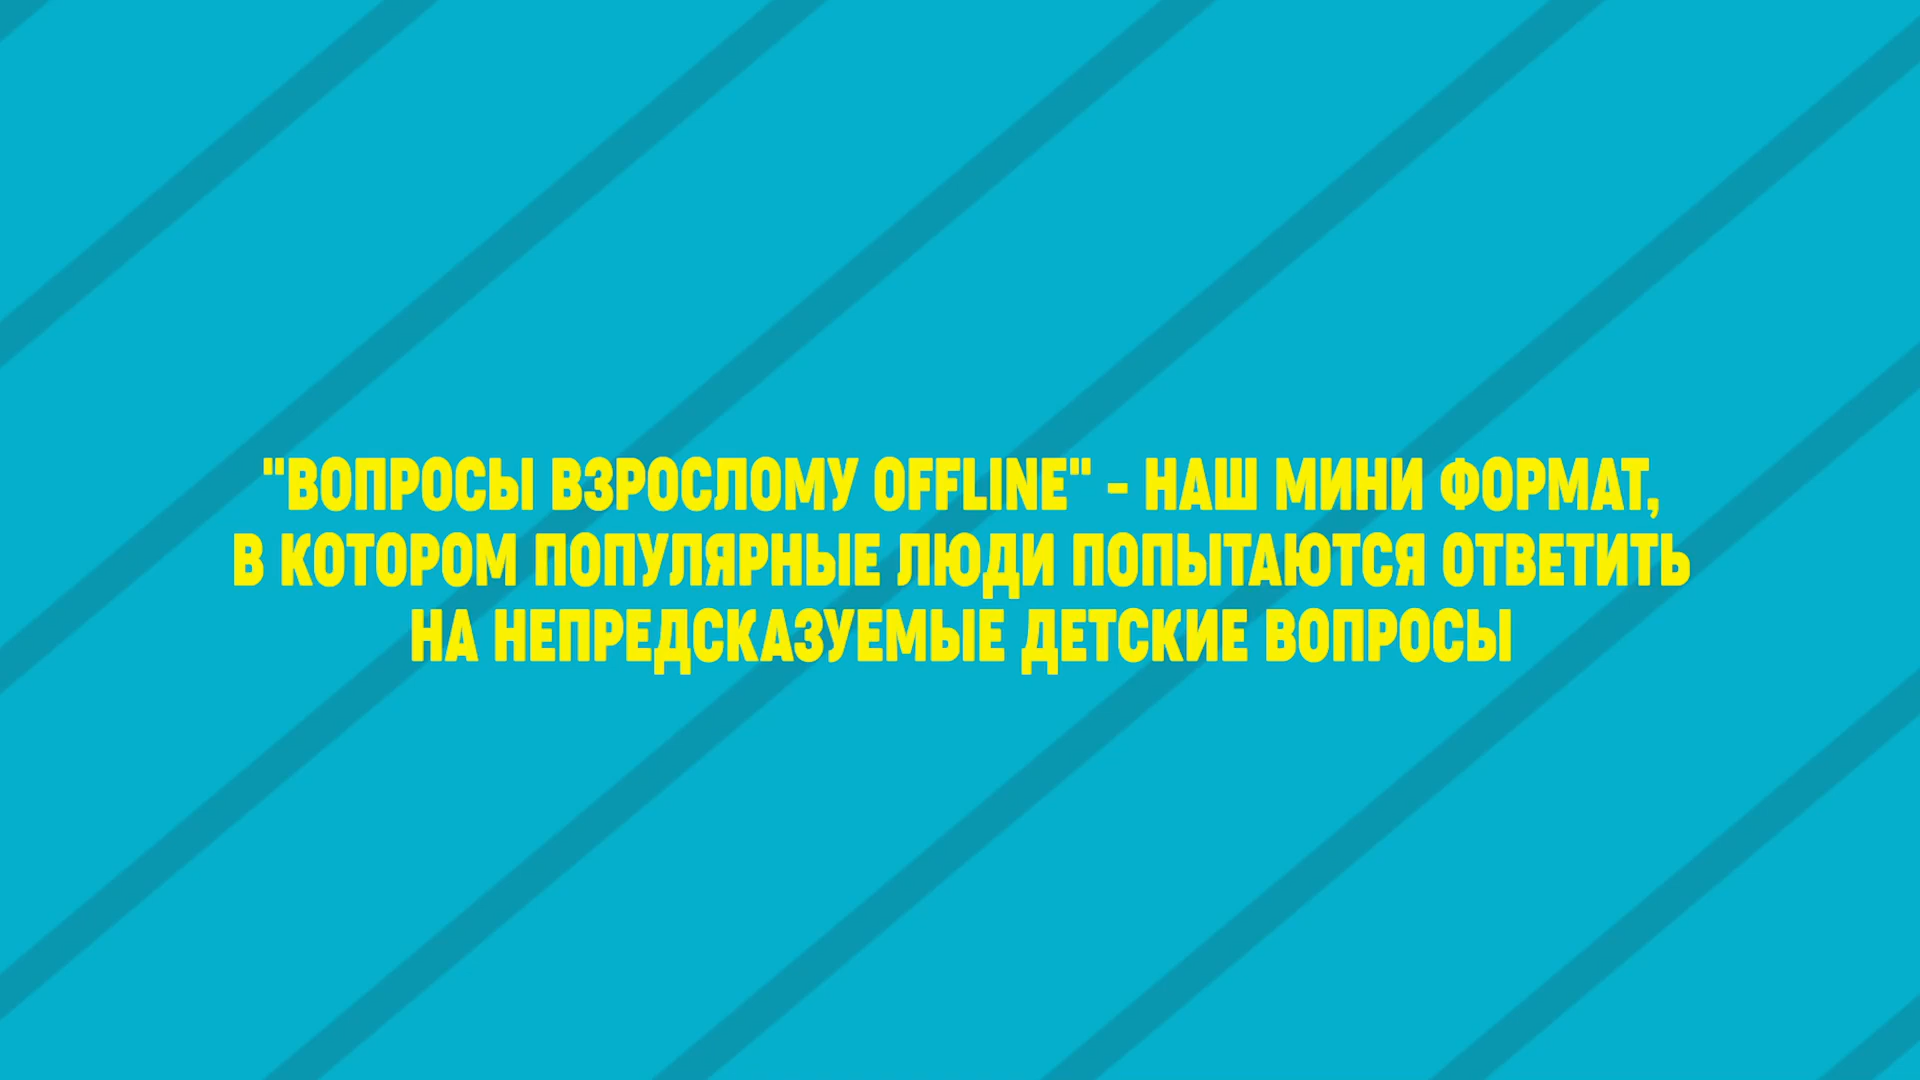 "ВОПРОСЫ ВЗРОСЛОМУ OFFLINE" - НАШ МИНИ ФОРМАТ,
В КОТОРОМ ПОПУЛЯРНЫЕ ЛЮДИ ПОПЫТАЮТСЯ ОТВЕТИТЬ
НА НЕПРЕДСКАЗУЕМЫЕ ДЕТСКИЕ ВОПРОСЫ